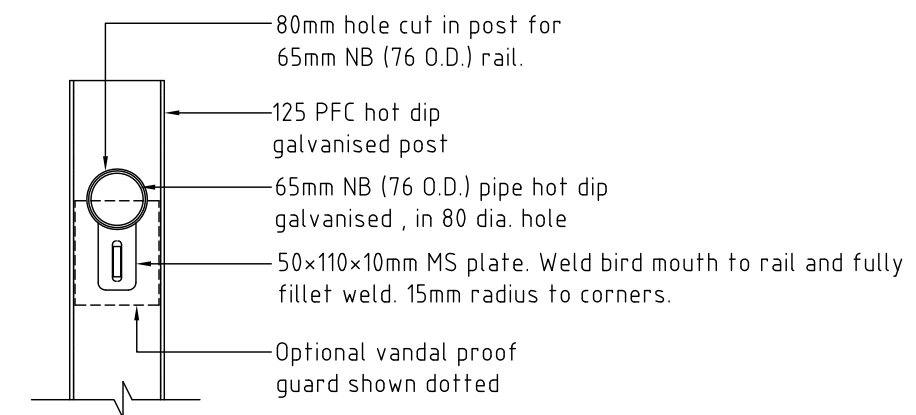 80mm hole cut in post for
65mm NB (76 O.D.) rail.
125 PFC hot dip
galvanised post
65mm NB (76 O.D.) pipe hot dip
galvanised , in 80 dia. hole
50×110×10mm MS plate. Weld bird mouth to rail and fully
fillet weld. 15mm radius to corners.
Optional vandal proof
guard shown dotted